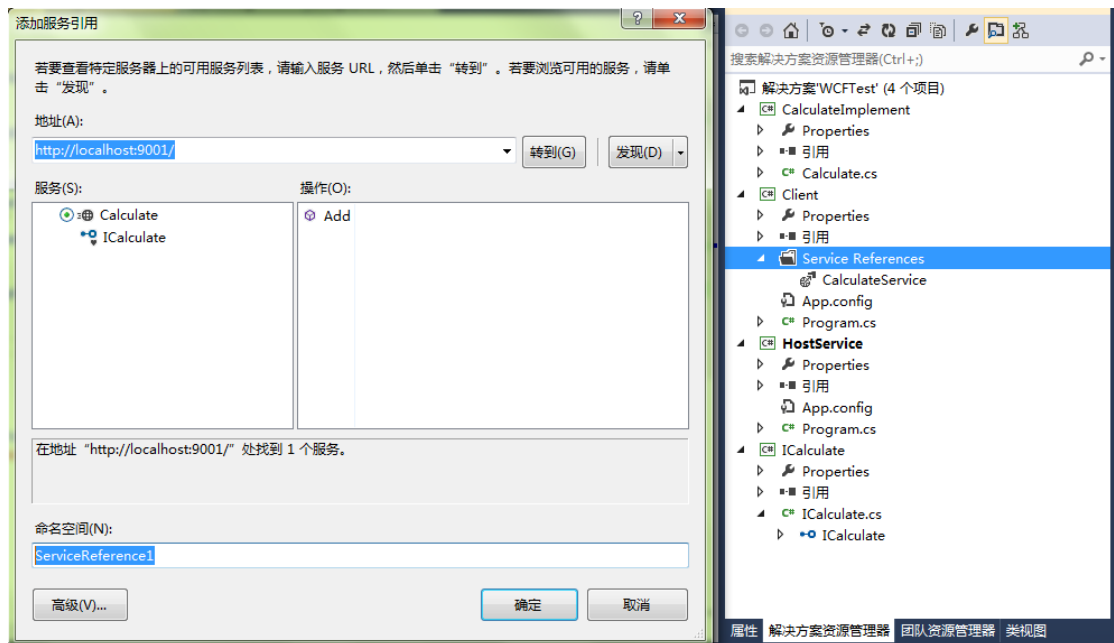 添加服务引用
若要查看特定服务器上的可用服务列表，请输入服务 URL，然后单击“转到”。若要浏览可用的服务，请单
击“发现”。
地址(A):
http://localhost:9001/
转到(G)
发现(D)
服务(S):
操作(O):
Calculate
ICalculate
Add
在地址“http://localhost:9001/”处找到 1 个服务。
命名空间(N):
ServiceReference1
高级(V)...
确定
取消
搜索解决方案资源管理器(Ctrl+;)
解决方案'WCFTest' (4 个项目)
C# CalculateImplement
Properties
引用
C# Calculate.cs
C# Client
Properties
引用
Service References
CalculateService
App.config
C# Program.cs
C# HostService
Properties
引用
App.config
C# Program.cs
C# ICalculate
Properties
引用
C# ICalculate.cs
ICalculate
属性 解决方案资源管理器 团队资源管理器 类视图